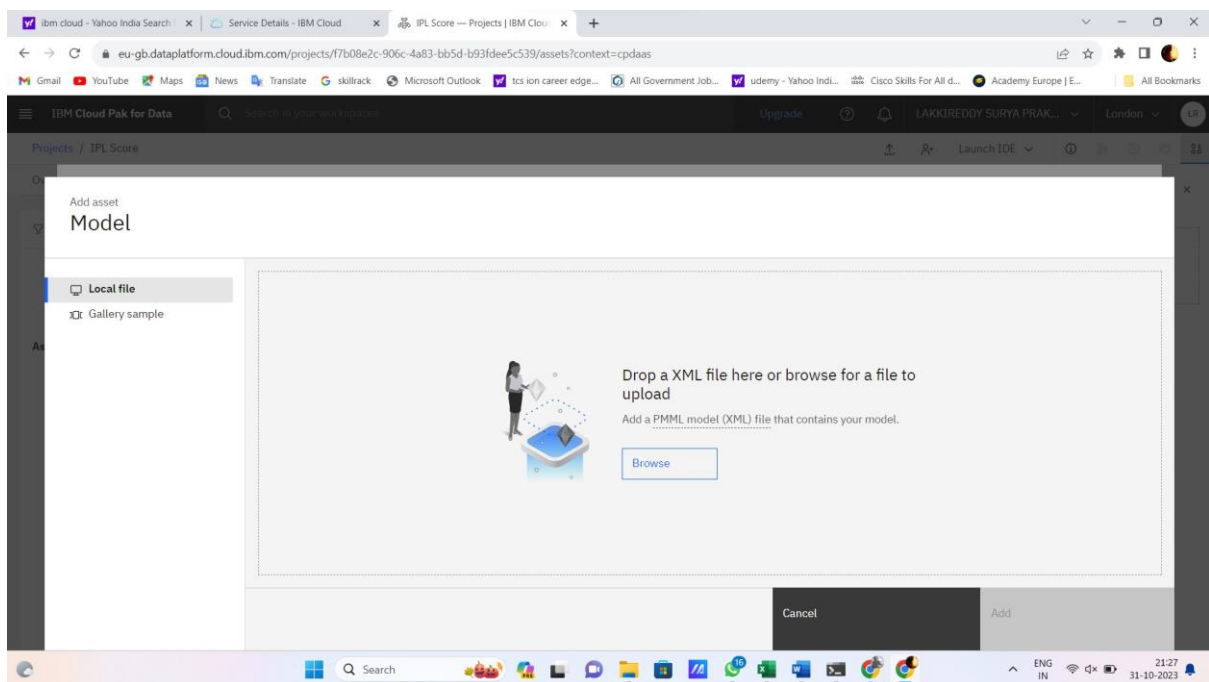 ibm cloud - Yahoo India Search
Service Details - IBM Cloud
IPL Score — Projects | IBM Clou
eu-gb.dataplatform.cloud.ibm.com/projects/f7b08e2c-906c-4a83-bb5d-b93fdee5c539/assets?context=cpdaas
Gmail YouTube Maps News Translate skillrack Microsoft Outlook tcs ion career edge... All Government Job... udemy - Yahoo Indi... Cisco Skills For All d... Academy Europe | E... All Bookmarks
IBM Cloud Pak for Data Search in your workspaces Upgrade LAKKIREDDY SURYA PRAK... London LR
Projects / IPL Score Launch IDE
Add asset
Model
Local file
Gallery sample
Drop a XML file here or browse for a file to
upload
Add a PMML model (XML) file that contains your model.
Browse
Cancel Add
Search 16 ENG 21:27
IN 31-10-2023